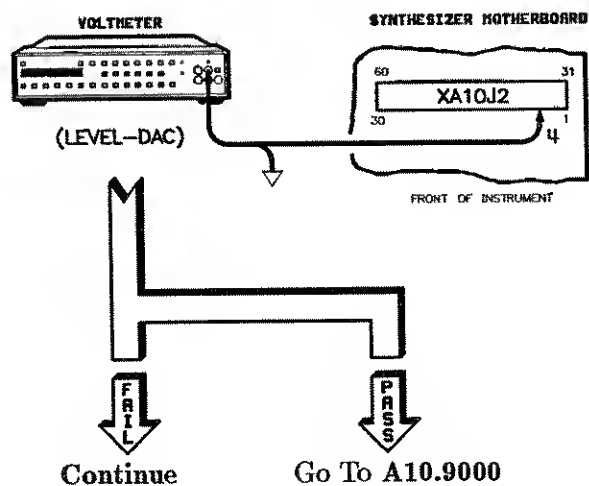 VOLTMETER
SYNTHESIZER MOTHERBOARD
60 31
XA10J2
30 1
4
(LEVEL-DAC)
FRONT OF INSTRUMENT
FAIL
PASS
Continue
Go To A10.9000